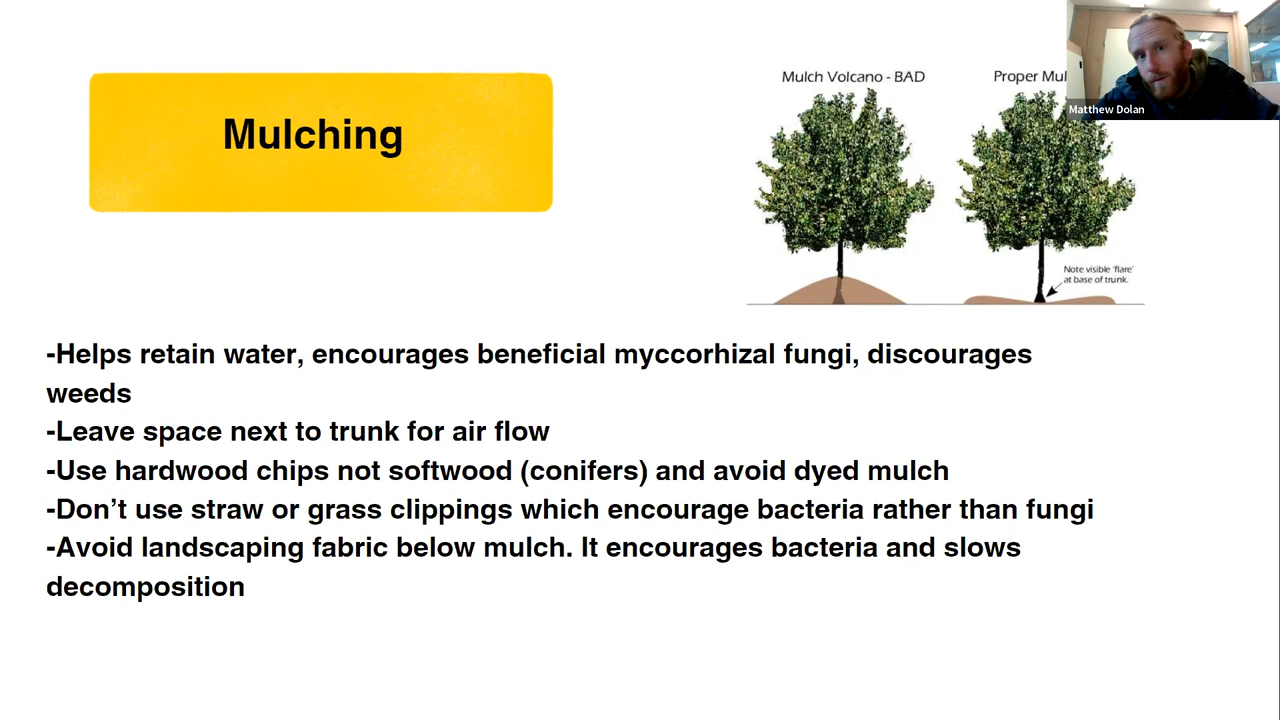 Mulching
Mulch Volcano - BAD
Proper Mul
Matthew Dolan
Note visible 'flare'
at base of trunk.
-Helps retain water, encourages beneficial myccorhizal fungi, discourages
weeds
-Leave space next to trunk for air flow
-Use hardwood chips not softwood (conifers) and avoid dyed mulch
-Don’t use straw or grass clippings which encourage bacteria rather than fungi
-Avoid landscaping fabric below mulch. It encourages bacteria and slows
decomposition